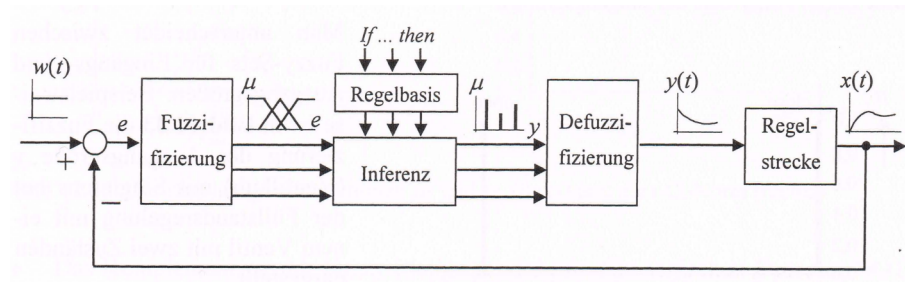 If ... then
w(t)
μ
e
Regelbasis
μ
y
y(t)
x(t)
e
+
−
Fuzzi-
fizierung
Inferenz
Defuzzi-
fizierung
Regel-
strecke